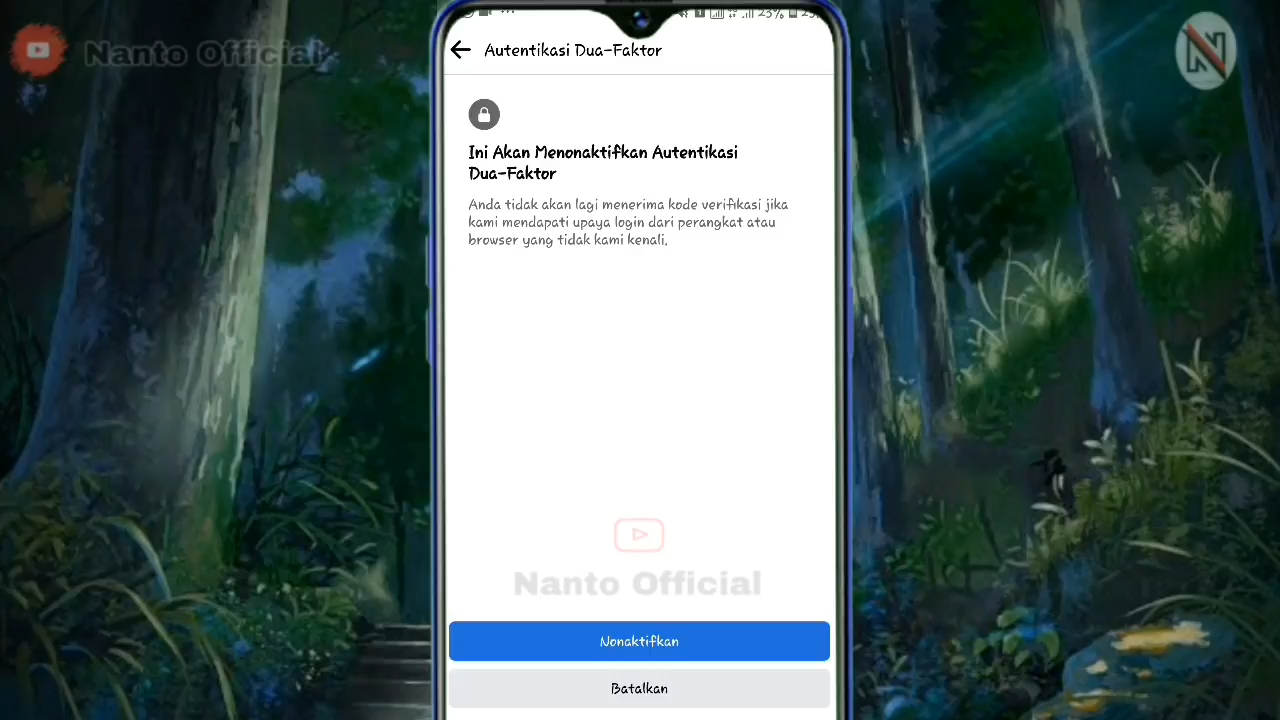 Nanto Official
23%
Autentikasi Dua-Faktor
Ini Akan Menonaktifkan Autentikasi
Dua-Faktor
Anda tidak akan lagi menerima kode verifikasi jika
kami mendapati upaya login dari perangkat atau
browser yang tidak kami kenali.
Nanto Official
Nonaktifkan
Batalkan